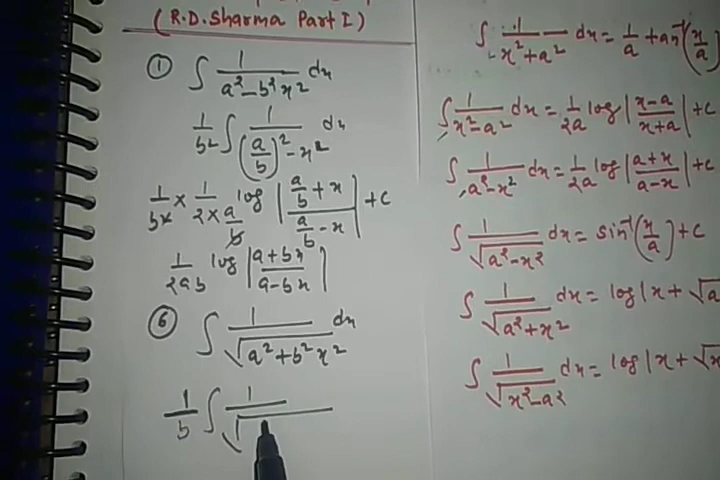 (R.D. Sharma Part I)
① ∫ 1/(a²-b²x²) dx
1/b² ∫ 1/((a/b)²-x²) dx
1/b² × 1/(2×a/b) log |(a/b+x)/(a/b-x)| +c
1/2ab log |(a+bx)/(a-bx)|
⑥ ∫ 1/√(a²+b²x²) dx
1/b ∫ 1/√
∫ 1/(x²+a²) dx = 1/a tan⁻¹(x/a)
∫ 1/(x²-a²) dx = 1/2a log|(x-a)/(x+a)| +c
∫ 1/(a²-x²) dx = 1/2a log|(a+x)/(a-x)| +c
∫ 1/√(a²-x²) dx = sin⁻¹(x/a) +c
∫ 1/√(a²+x²) dx = log|x+√a
∫ 1/√(x²-a²) dx = log|x+√x